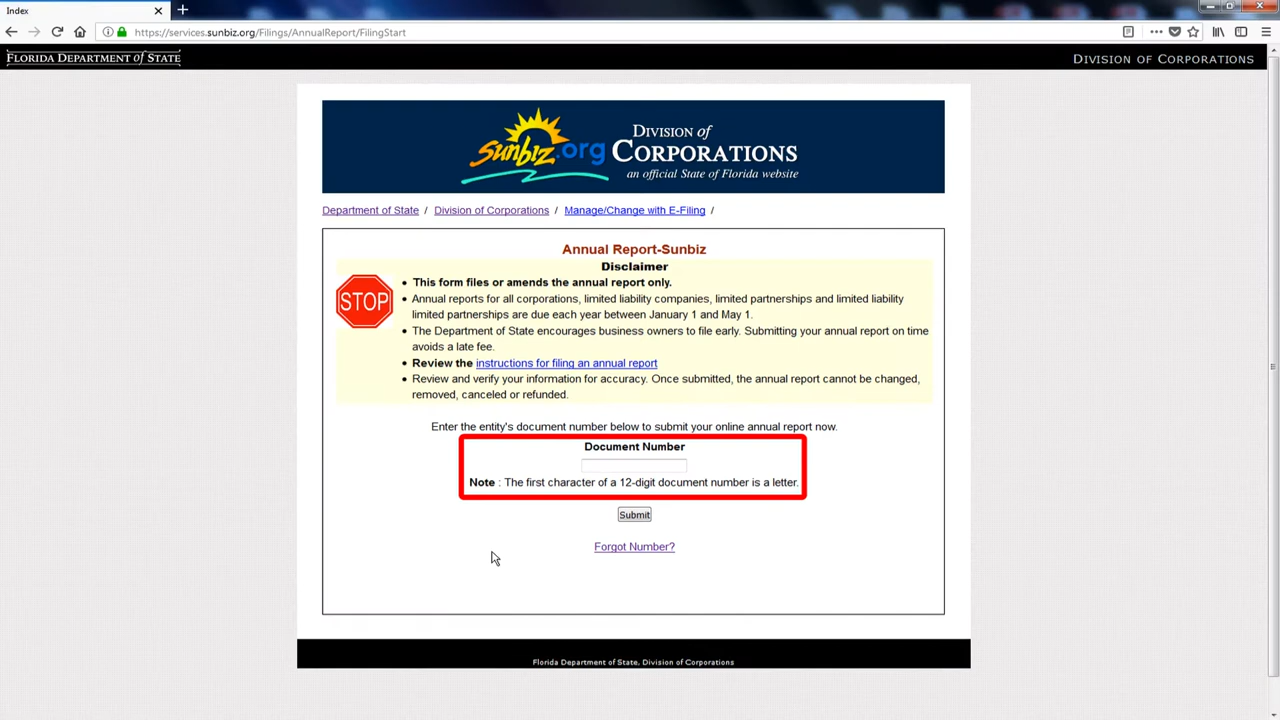 Index
https://services.sunbiz.org/Filings/AnnualReport/FilingStart
FLORIDA DEPARTMENT of STATE
DIVISION OF CORPORATIONS
sunbiz.org
DIVISION of
CORPORATIONS
an official State of Florida website
Department of State / Division of Corporations / Manage/Change with E-Filing /
Annual Report-Sunbiz
Disclaimer
STOP
• This form files or amends the annual report only.
• Annual reports for all corporations, limited liability companies, limited partnerships and limited liability
limited partnerships are due each year between January 1 and May 1.
• The Department of State encourages business owners to file early. Submitting your annual report on time
avoids a late fee.
• Review the instructions for filing an annual report
• Review and verify your information for accuracy. Once submitted, the annual report cannot be changed,
removed, canceled or refunded.
Enter the entity's document number below to submit your online annual report now.
Document Number
Note : The first character of a 12-digit document number is a letter.
Submit
Forgot Number?
Florida Department of State, Division of Corporations